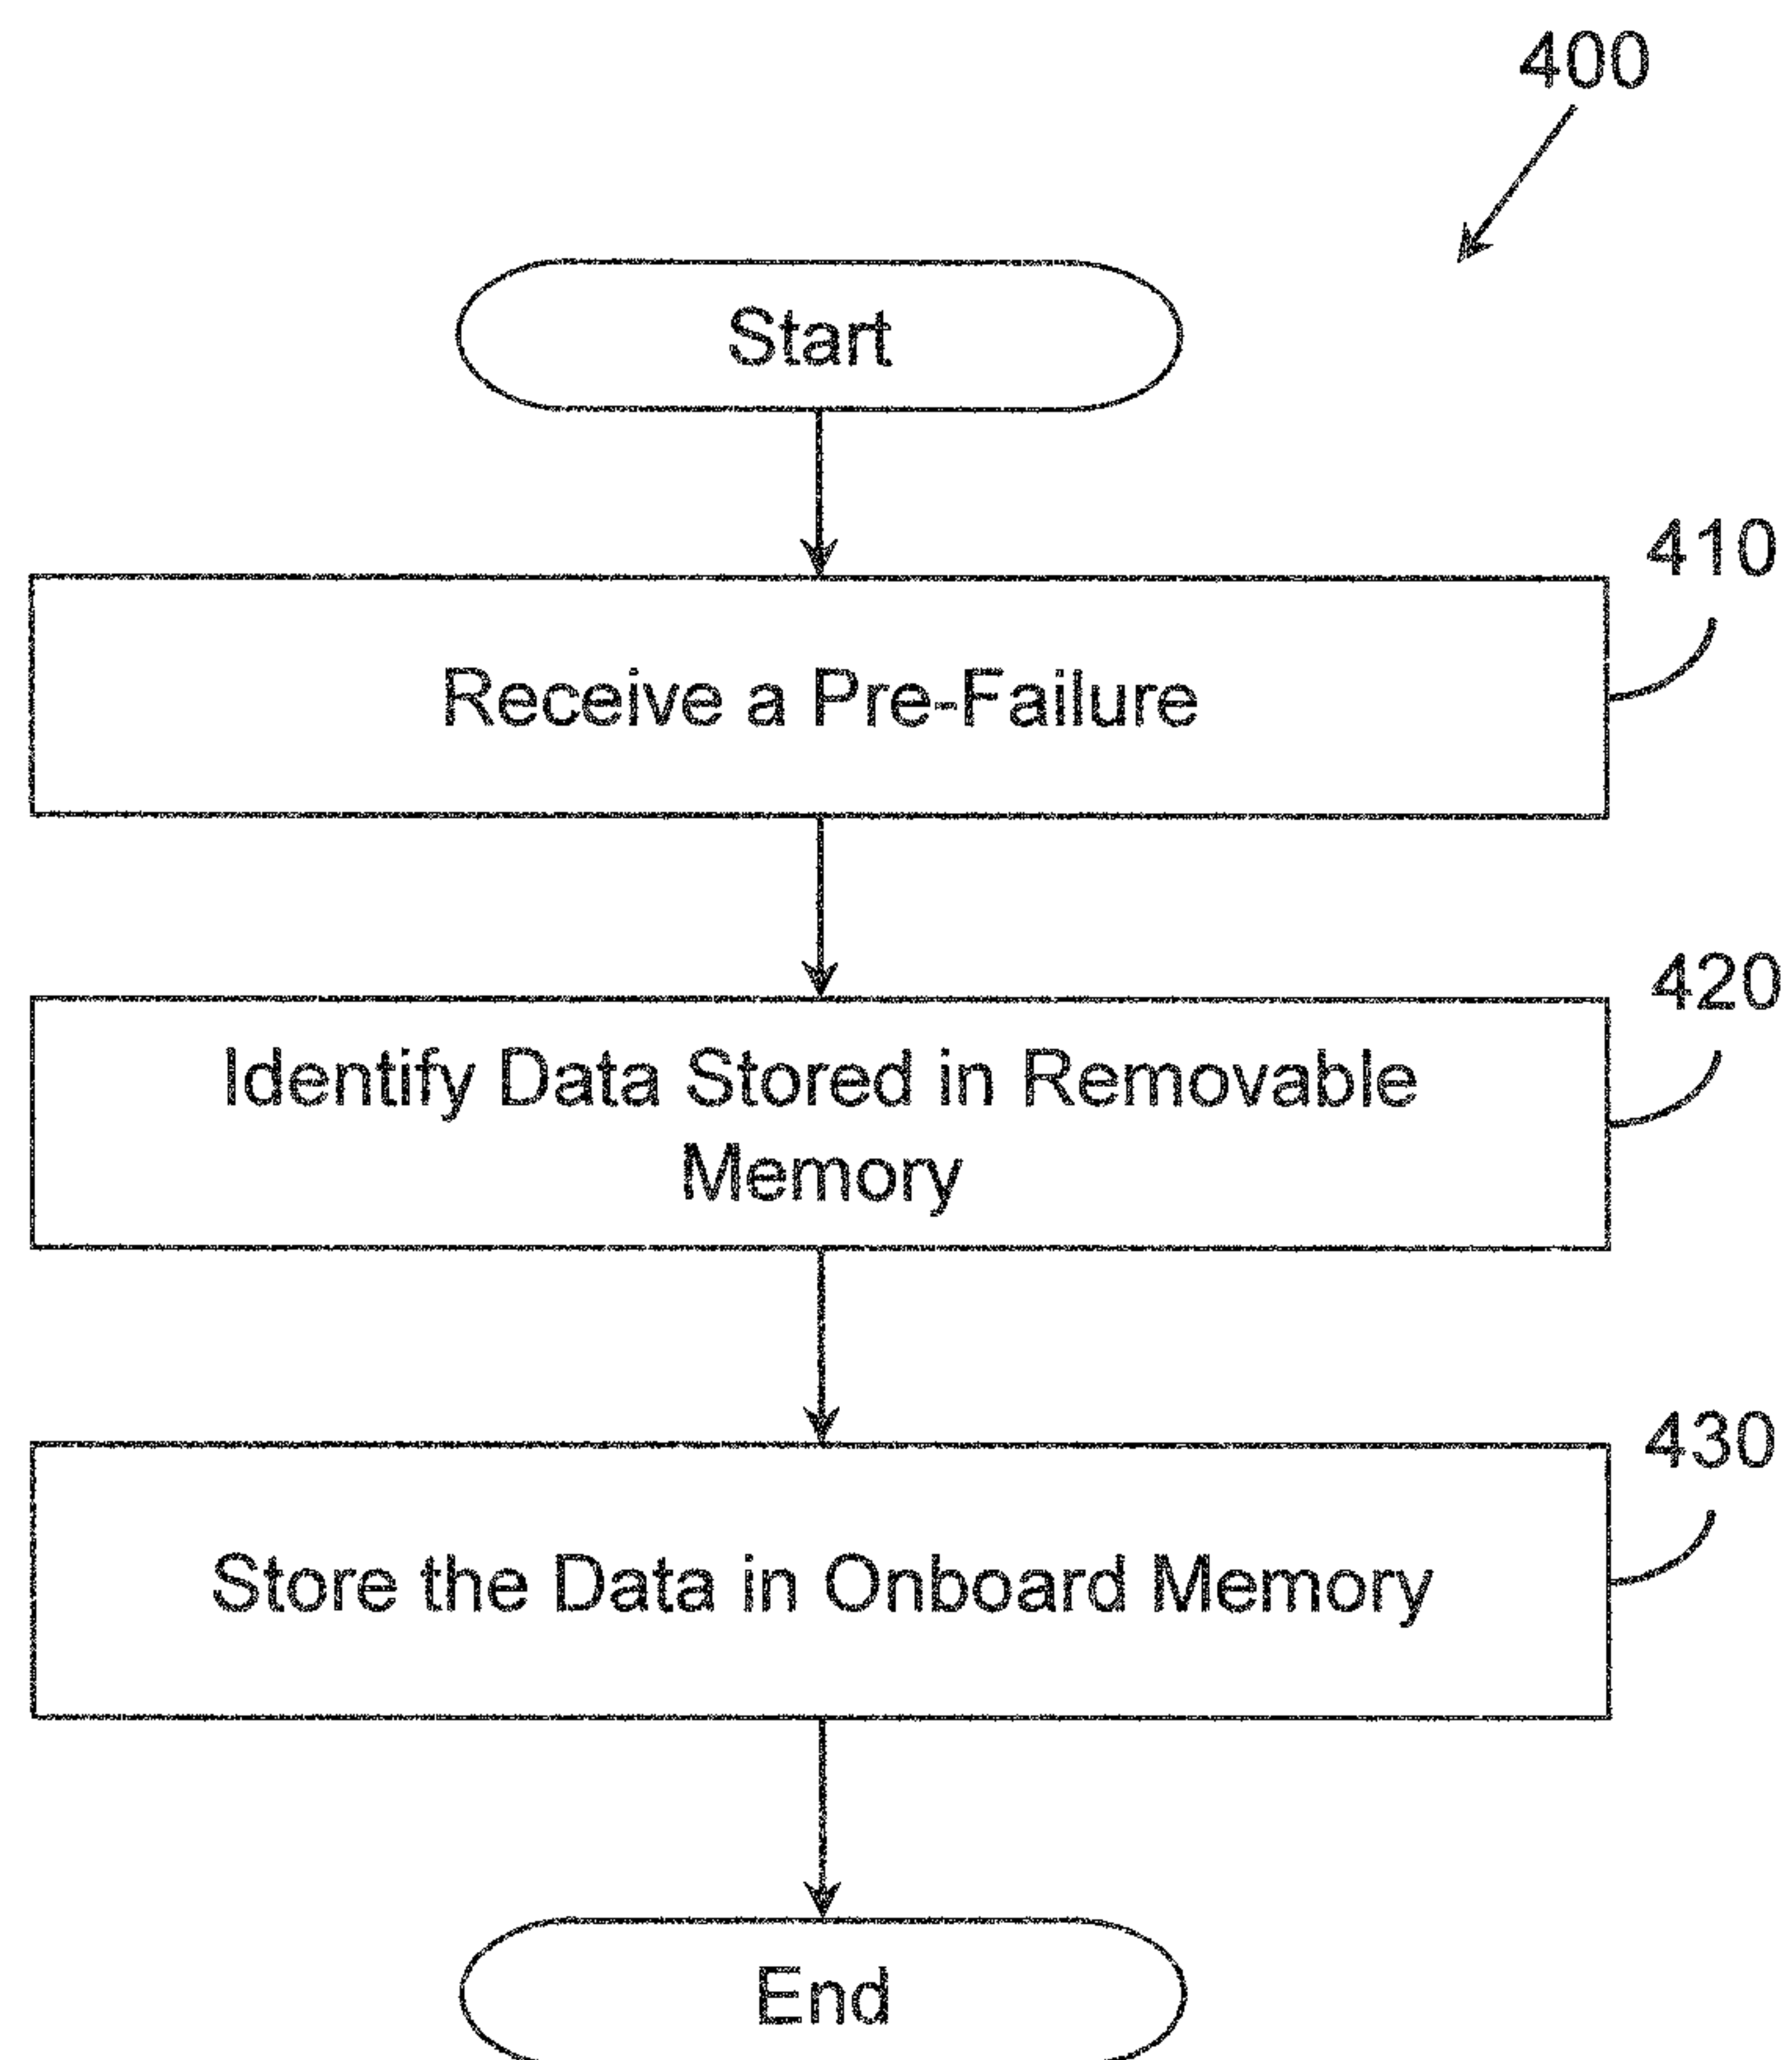 400
Start
410
Receive a Pre-Failure
420
Identify Data Stored in Removable
Memory
430
Store the Data in Onboard Memory
End